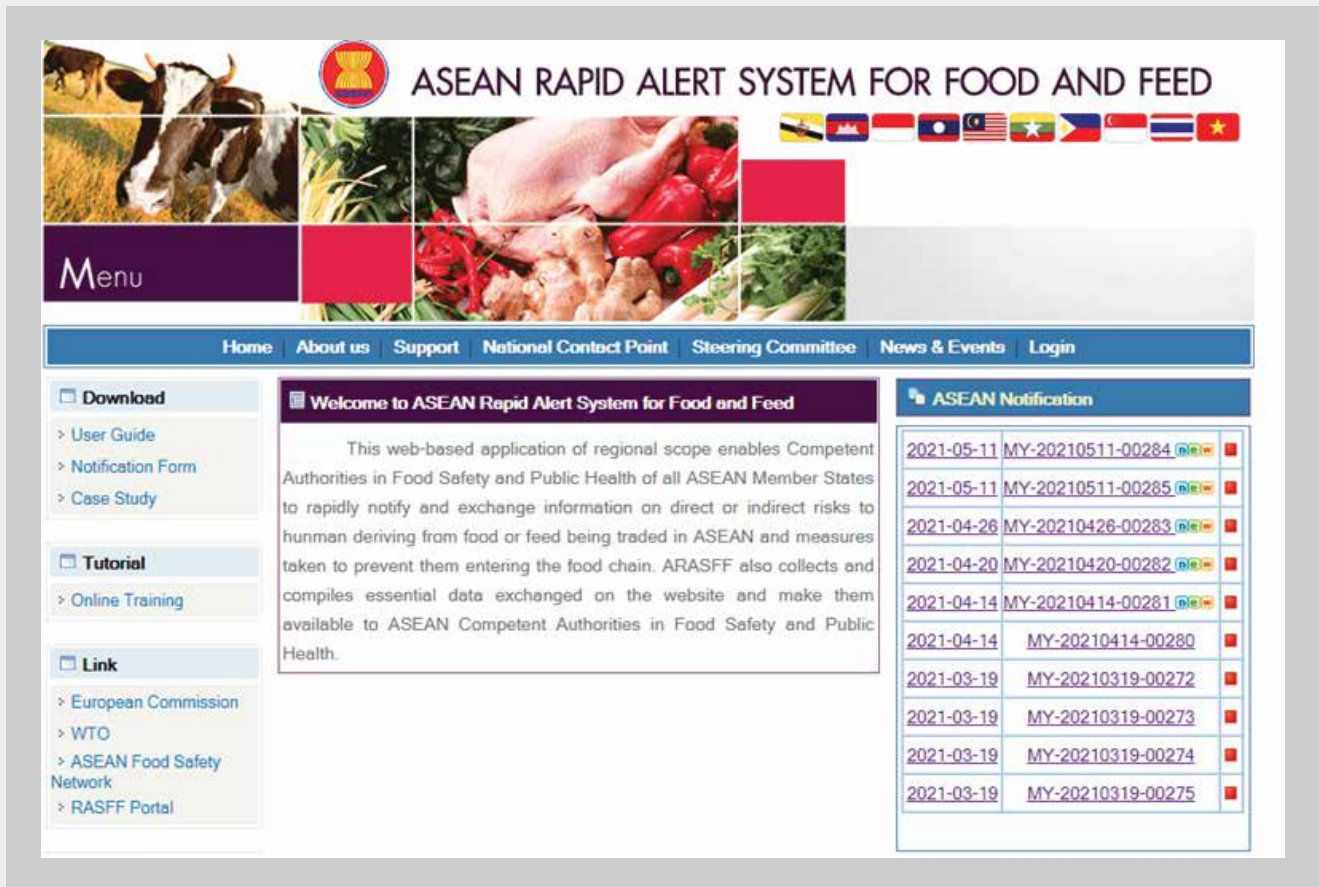 ASEAN RAPID ALERT SYSTEM FOR FOOD AND FEED
Menu
Home About us Support National Contact Point Steering Committee News & Events Login
Download
> User Guide
> Notification Form
> Case Study
Tutorial
> Online Training
Link
> European Commission
> WTO
> ASEAN Food Safety
Network
> RASFF Portal
Welcome to ASEAN Rapid Alert System for Food and Feed
This web-based application of regional scope enables Competent
Authorities in Food Safety and Public Health of all ASEAN Member States
to rapidly notify and exchange information on direct or indirect risks to
hunman deriving from food or feed being traded in ASEAN and measures
taken to prevent them entering the food chain. ARASFF also collects and
compiles essential data exchanged on the website and make them
available to ASEAN Competent Authorities in Food Safety and Public
Health.
ASEAN Notification
2021-05-11 MY-20210511-00284 new
2021-05-11 MY-20210511-00285 new
2021-04-26 MY-20210426-00283 new
2021-04-20 MY-20210420-00282 new
2021-04-14 MY-20210414-00281 new
2021-04-14 MY-20210414-00280
2021-03-19 MY-20210319-00272
2021-03-19 MY-20210319-00273
2021-03-19 MY-20210319-00274
2021-03-19 MY-20210319-00275